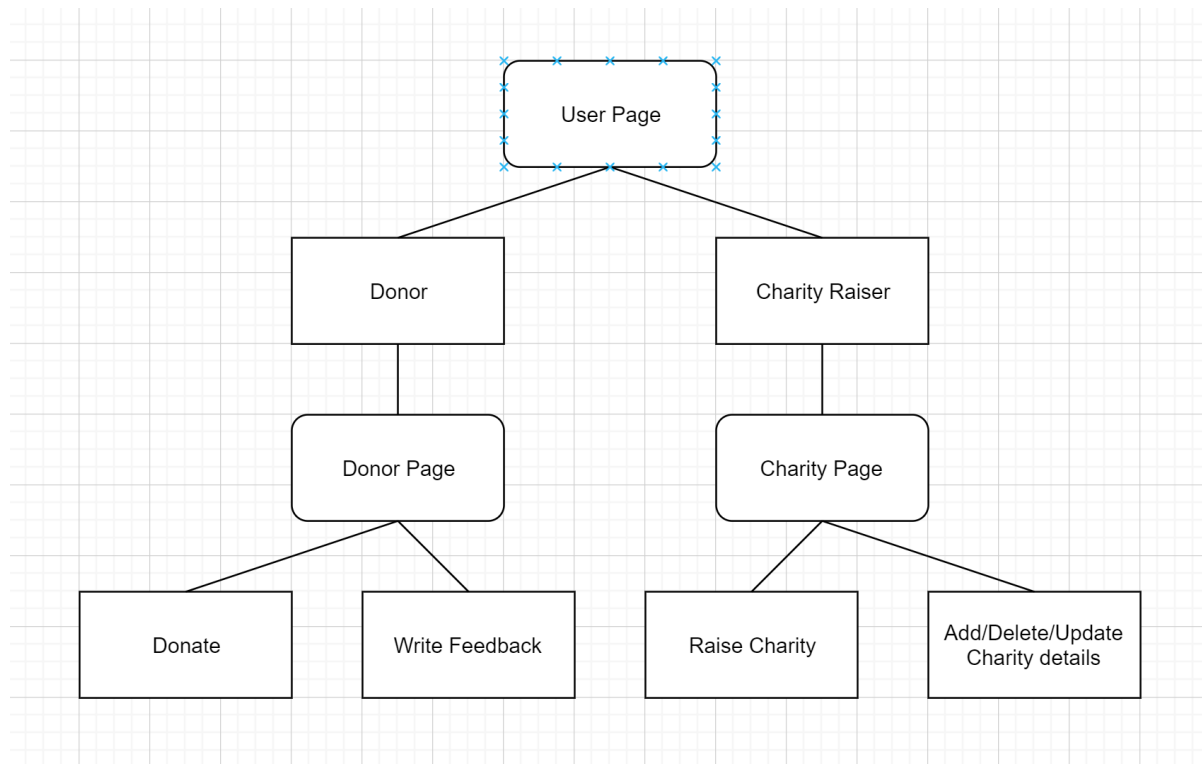 User Page
Donor
Charity Raiser
Donor Page
Charity Page
Donate
Write Feedback
Raise Charity
Add/Delete/Update
Charity details